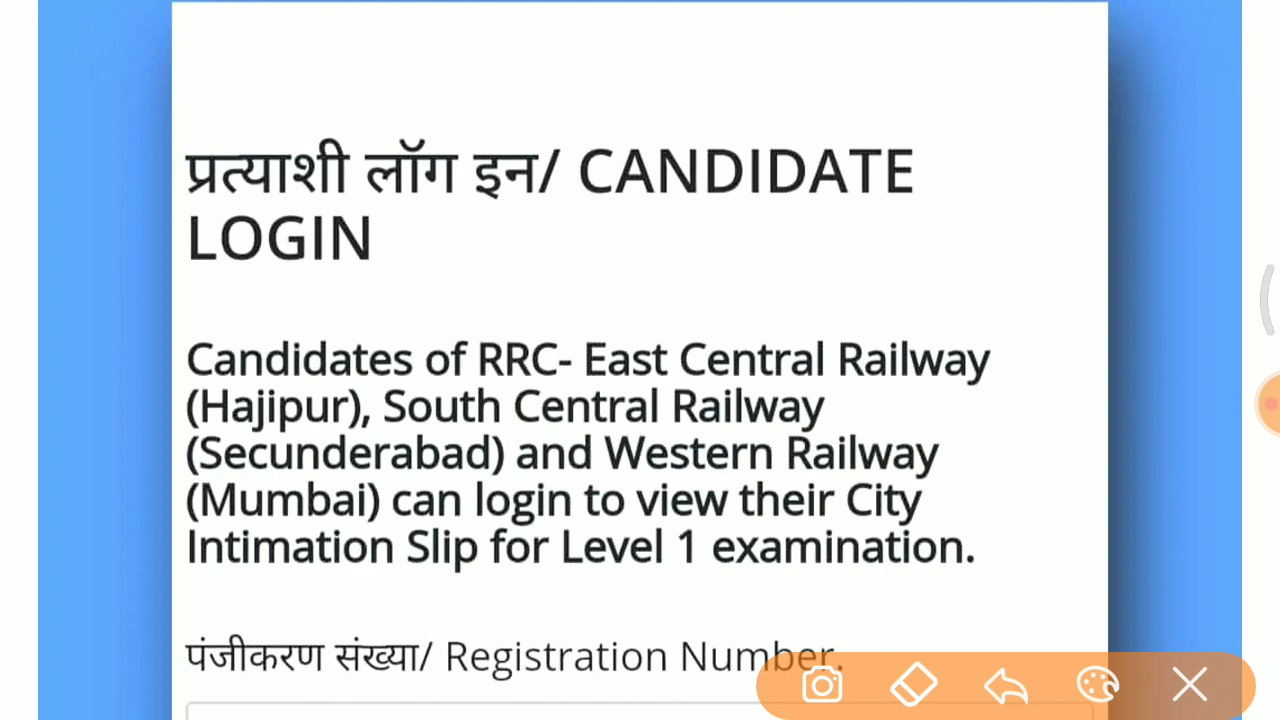 प्रत्याशी लॉग इन/ CANDIDATE
LOGIN
Candidates of RRC- East Central Railway
(Hajipur), South Central Railway
(Secunderabad) and Western Railway
(Mumbai) can login to view their City
Intimation Slip for Level 1 examination.
पंजीकरण संख्या/ Registration Number.